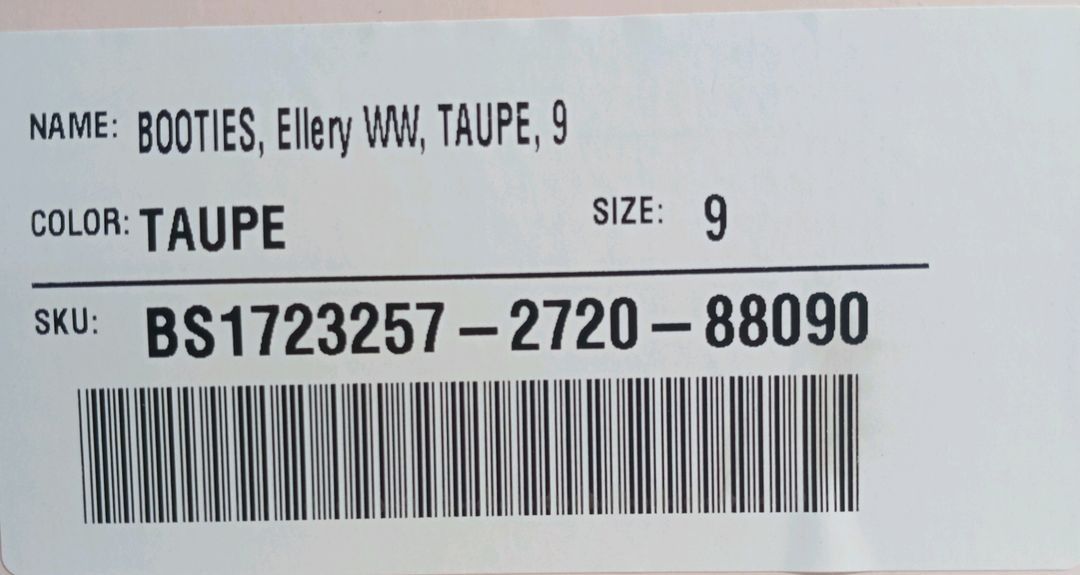 NAME: BOOTIES, Ellery WW, TAUPE, 9
COLOR: TAUPE SIZE: 9
SKU: BS1723257-2720-88090